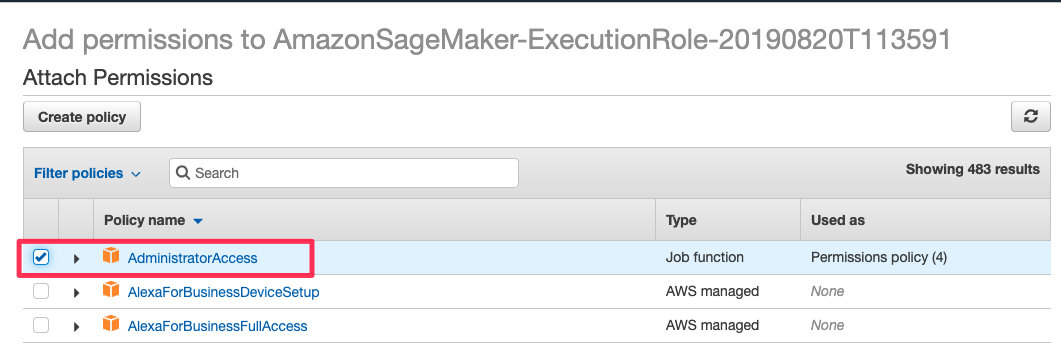 Add permissions to AmazonSageMaker-ExecutionRole-20190820T113591
Attach Permissions
Create policy
Filter policies Search Showing 483 results
Policy name Type Used as
AdministratorAccess Job function Permissions policy (4)
AlexaForBusinessDeviceSetup AWS managed None
AlexaForBusinessFullAccess AWS managed None